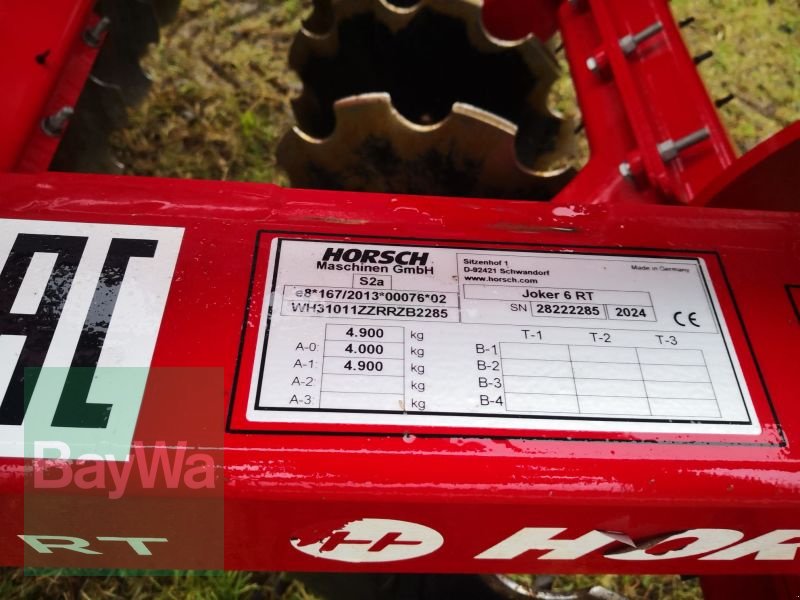 HORSCH
Maschinen GmbH
Sitzenhof 1
D-92421 Schwandorf
www.horsch.com
Made in Germany
S2a
e8*167/2013*00076*02
WH31011ZZRRZB2285
Joker 6 RT
SN 28222285 2024 CE
4.900 kg
A-0: 4.000 kg
A-1: 4.900 kg
A-2: kg
A-3: kg
T-1 T-2 T-3
B-1
B-2
B-3
B-4
EAC
BayWa
RT
HOR